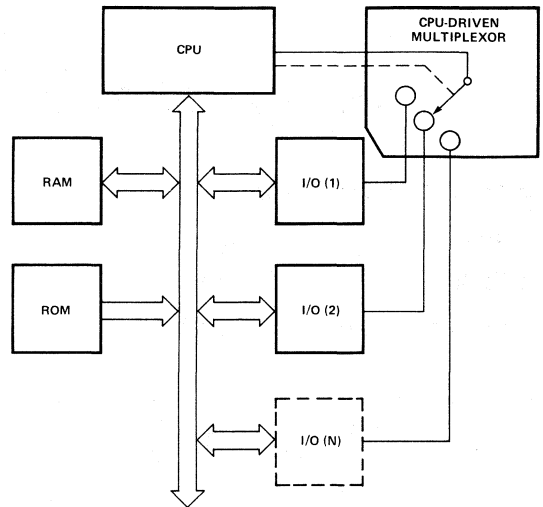 CPU
CPU-DRIVEN
MULTIPLEXOR
RAM
I/O (1)
ROM
I/O (2)
I/O (N)